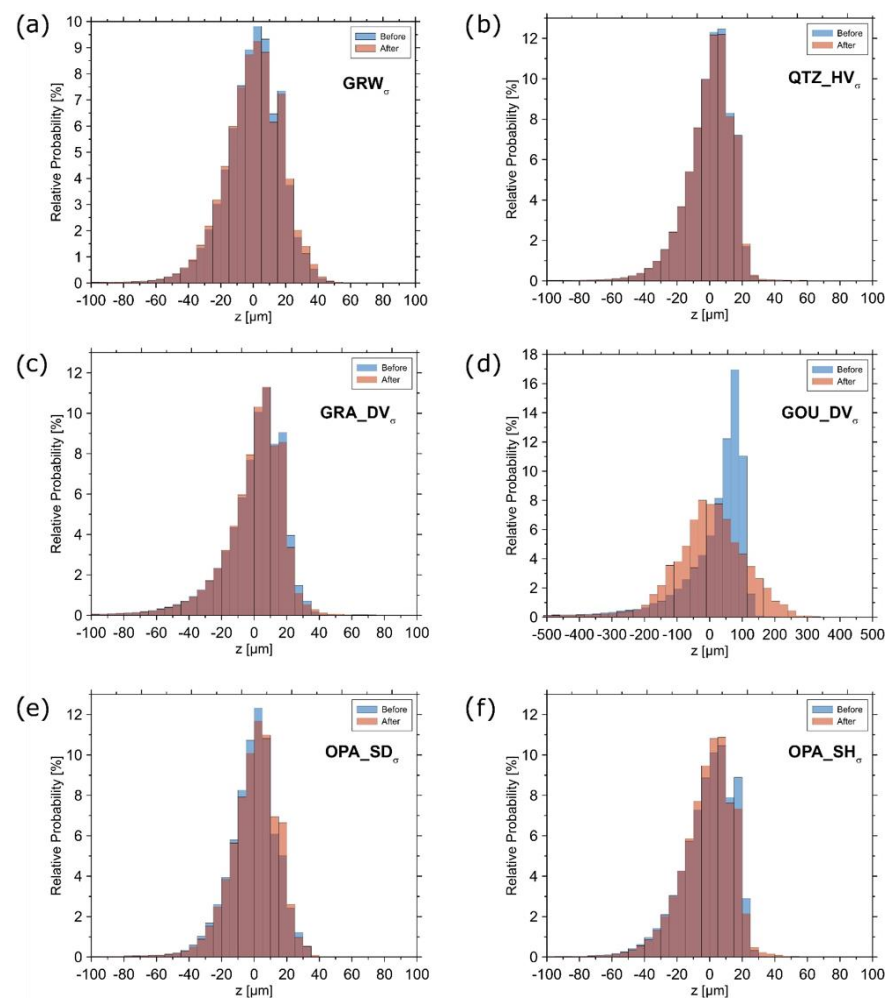 (a)
GRWσ
Before
After
Relative Probability [%]
10
9
8
7
6
5
4
3
2
1
0
-100 -80 -60 -40 -20 0 20 40 60 80 100
z [µm]
(b)
QTZ_HVσ
Before
After
Relative Probability [%]
12
10
8
6
4
2
0
-100 -80 -60 -40 -20 0 20 40 60 80 100
z [µm]
(c)
GRA_DVσ
Before
After
Relative Probability [%]
12
10
8
6
4
2
0
-100 -80 -60 -40 -20 0 20 40 60 80 100
z [µm]
(d)
GOU_DVσ
Before
After
Relative Probability [%]
18
16
14
12
10
8
6
4
2
0
-500 -400 -300 -200 -100 0 100 200 300 400 500
z [µm]
(e)
OPA_SDσ
Before
After
Relative Probability [%]
12
10
8
6
4
2
0
-100 -80 -60 -40 -20 0 20 40 60 80 100
z [µm]
(f)
OPA_SHσ
Before
After
Relative Probability [%]
12
10
8
6
4
2
0
-100 -80 -60 -40 -20 0 20 40 60 80 100
z [µm]